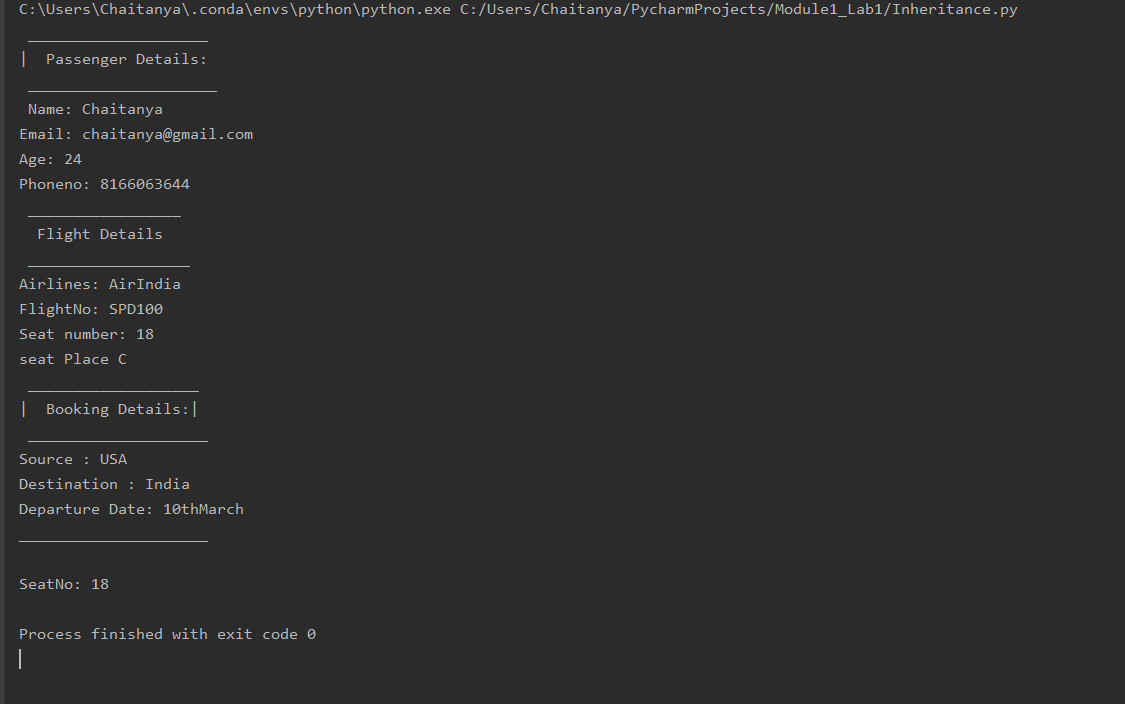 C:\Users\Chaitanya\.conda\envs\python\python.exe C:/Users/Chaitanya/PycharmProjects/Module1_Lab1/Inheritance.py
 ____________________
|  Passenger Details:
 _____________________
 Name: Chaitanya
Email: chaitanya@gmail.com
Age: 24
Phoneno: 8166063644
 _________________
  Flight Details
 __________________
Airlines: AirIndia
FlightNo: SPD100
Seat number: 18
seat Place C
 ___________________
|  Booking Details:|
 ____________________
Source : USA
Destination : India
Departure Date: 10thMarch
_____________________
SeatNo: 18
Process finished with exit code 0